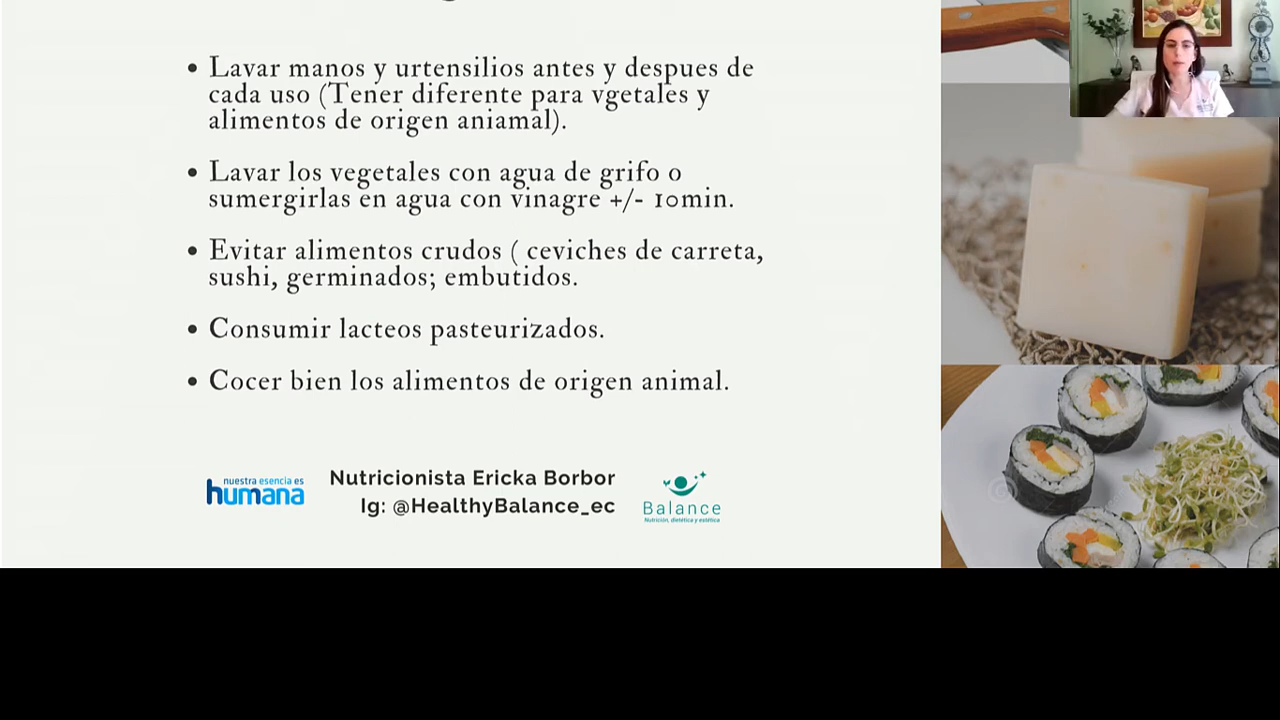 Lavar manos y urtensilios antes y despues de
cada uso (Tener diferente para vgetales y
alimentos de origen aniamal).
Lavar los vegetales con agua de grifo o
sumergirlas en agua con vinagre +/- 10min.
Evitar alimentos crudos ( ceviches de carreta,
sushi, germinados; embutidos.
Consumir lacteos pasteurizados.
Cocer bien los alimentos de origen animal.
nuestra esencia es
humana
Nutricionista Ericka Borbor
Ig: @HealthyBalance_ec
Balance
Nutrición, dietética y estética